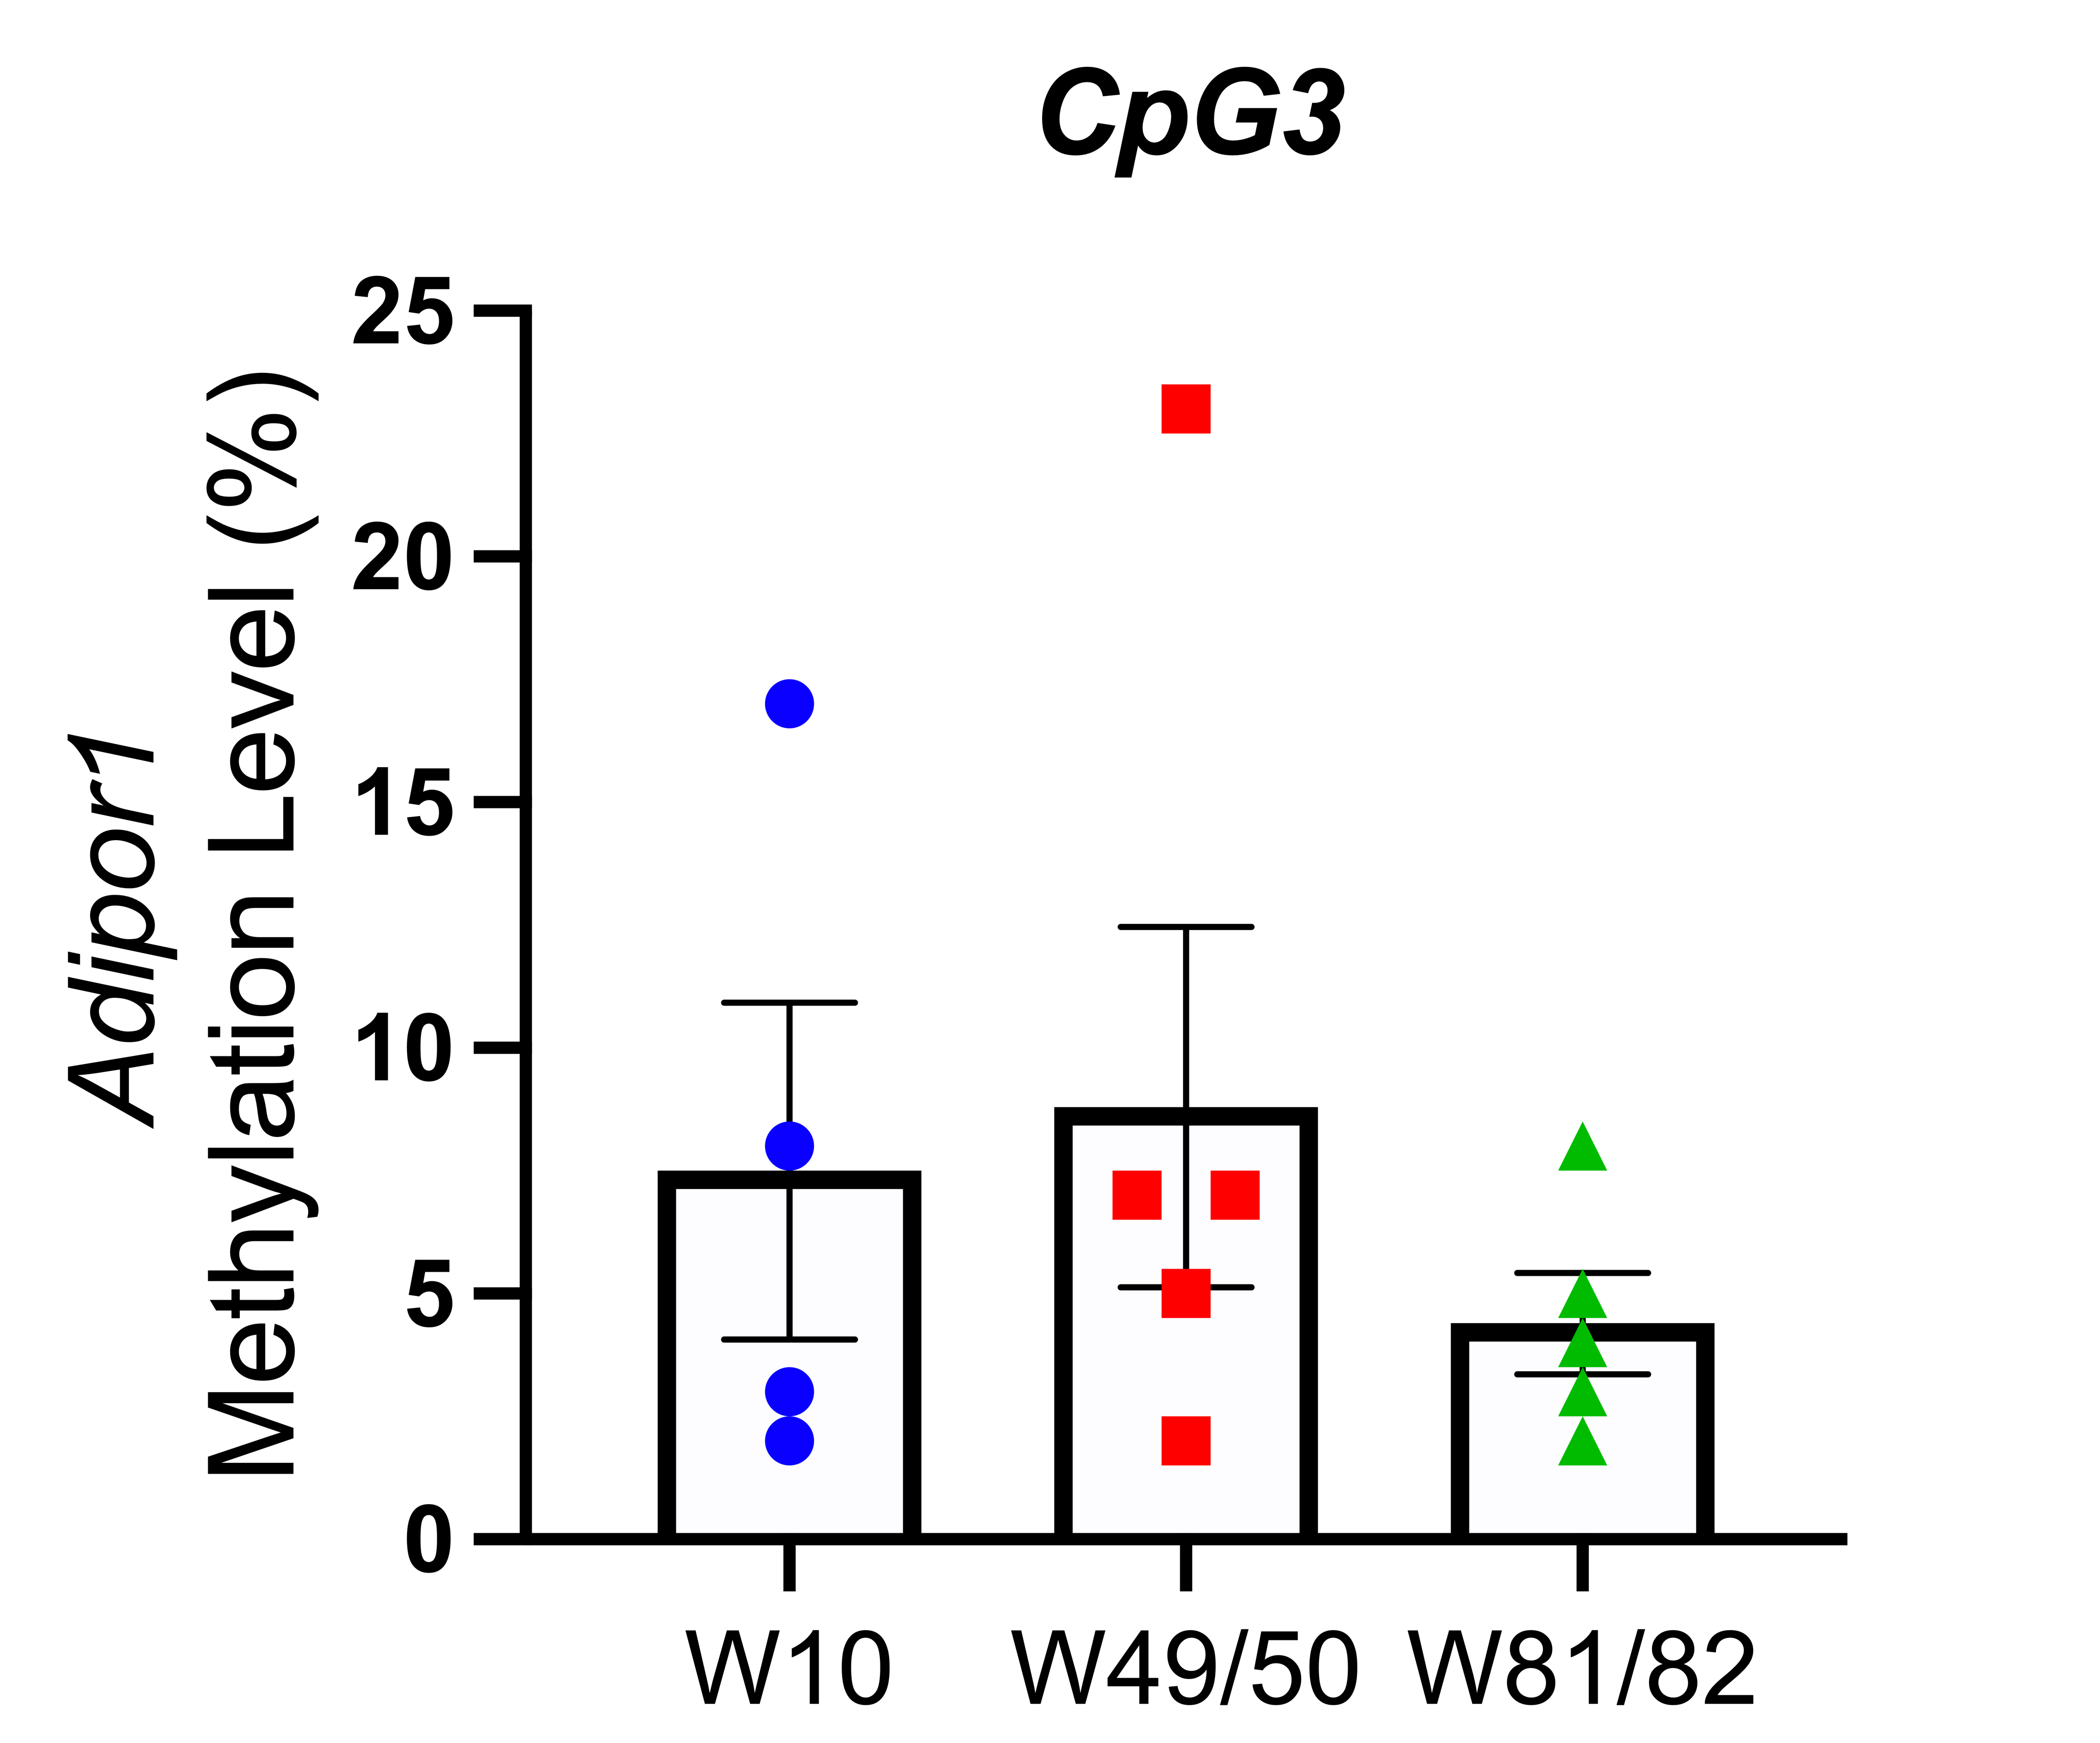 CpG3
Adipor1
Methylation Level (%)
25
20
15
10
5
0
W10
W49/50
W81/82